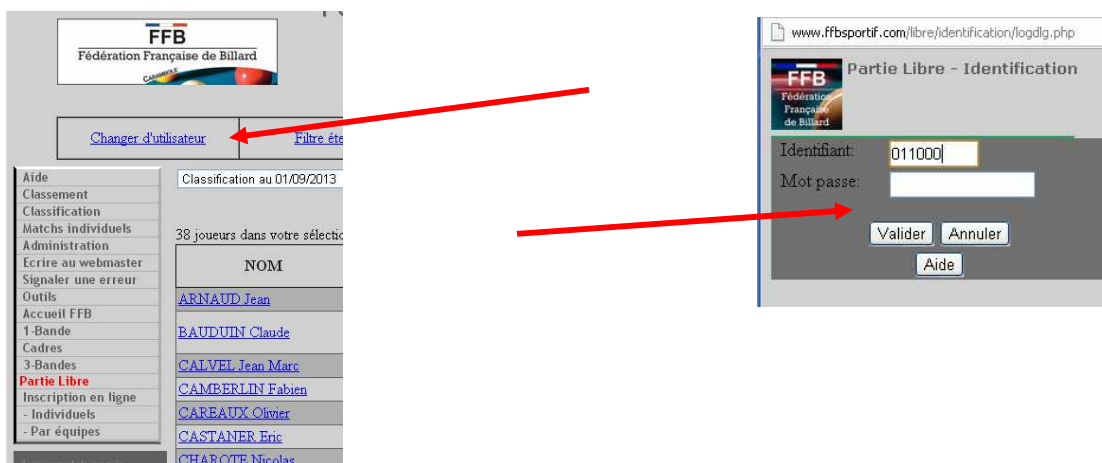 FFB
Fédération Française de Billard
CARAMBOLE
Changer d'utilisateur
Filtre éte
Aide
Classement
Classification
Matchs individuels
Administration
Ecrire au webmaster
Signaler une erreur
Outils
Accueil FFB
1-Bande
Cadres
3-Bandes
Partie Libre
Inscription en ligne
- Individuels
- Par équipes
Classification au 01/09/2013
38 joueurs dans votre sélectio
NOM
ARNAUD Jean
BAUDUIN Claude
CALVEL Jean Marc
CAMBERLIN Fabien
CAREAUX Olivier
CASTANER Eric
CHAROTE Nicolas
www.ffbsportif.com/libre/identification/logdlg.php
FFB
Fédération
Française
de Billard
Partie Libre - Identification
Identifiant:
011000
Mot passe:
Valider
Annuler
Aide